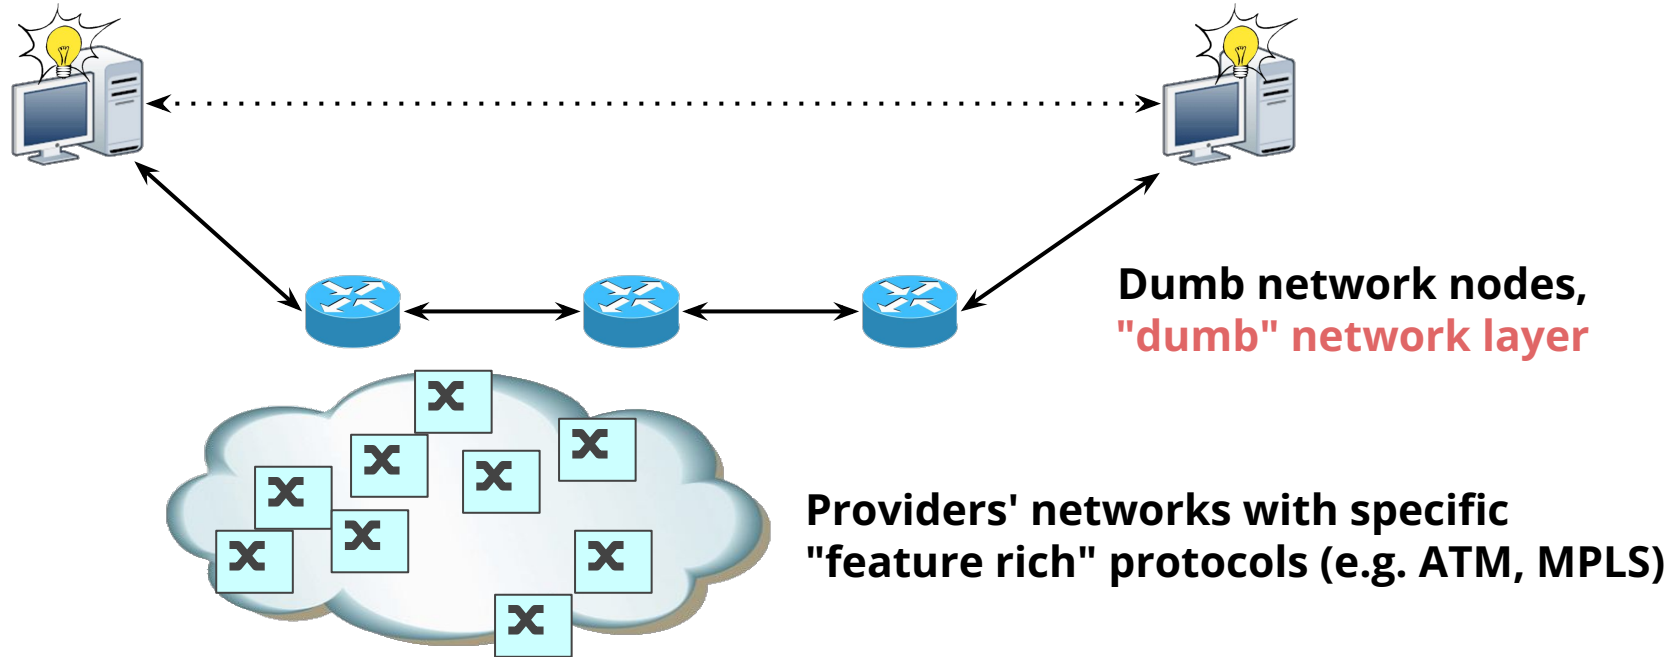 Dumb network nodes,
"dumb" network layer
Providers' networks with specific
"feature rich" protocols (e.g. ATM, MPLS)